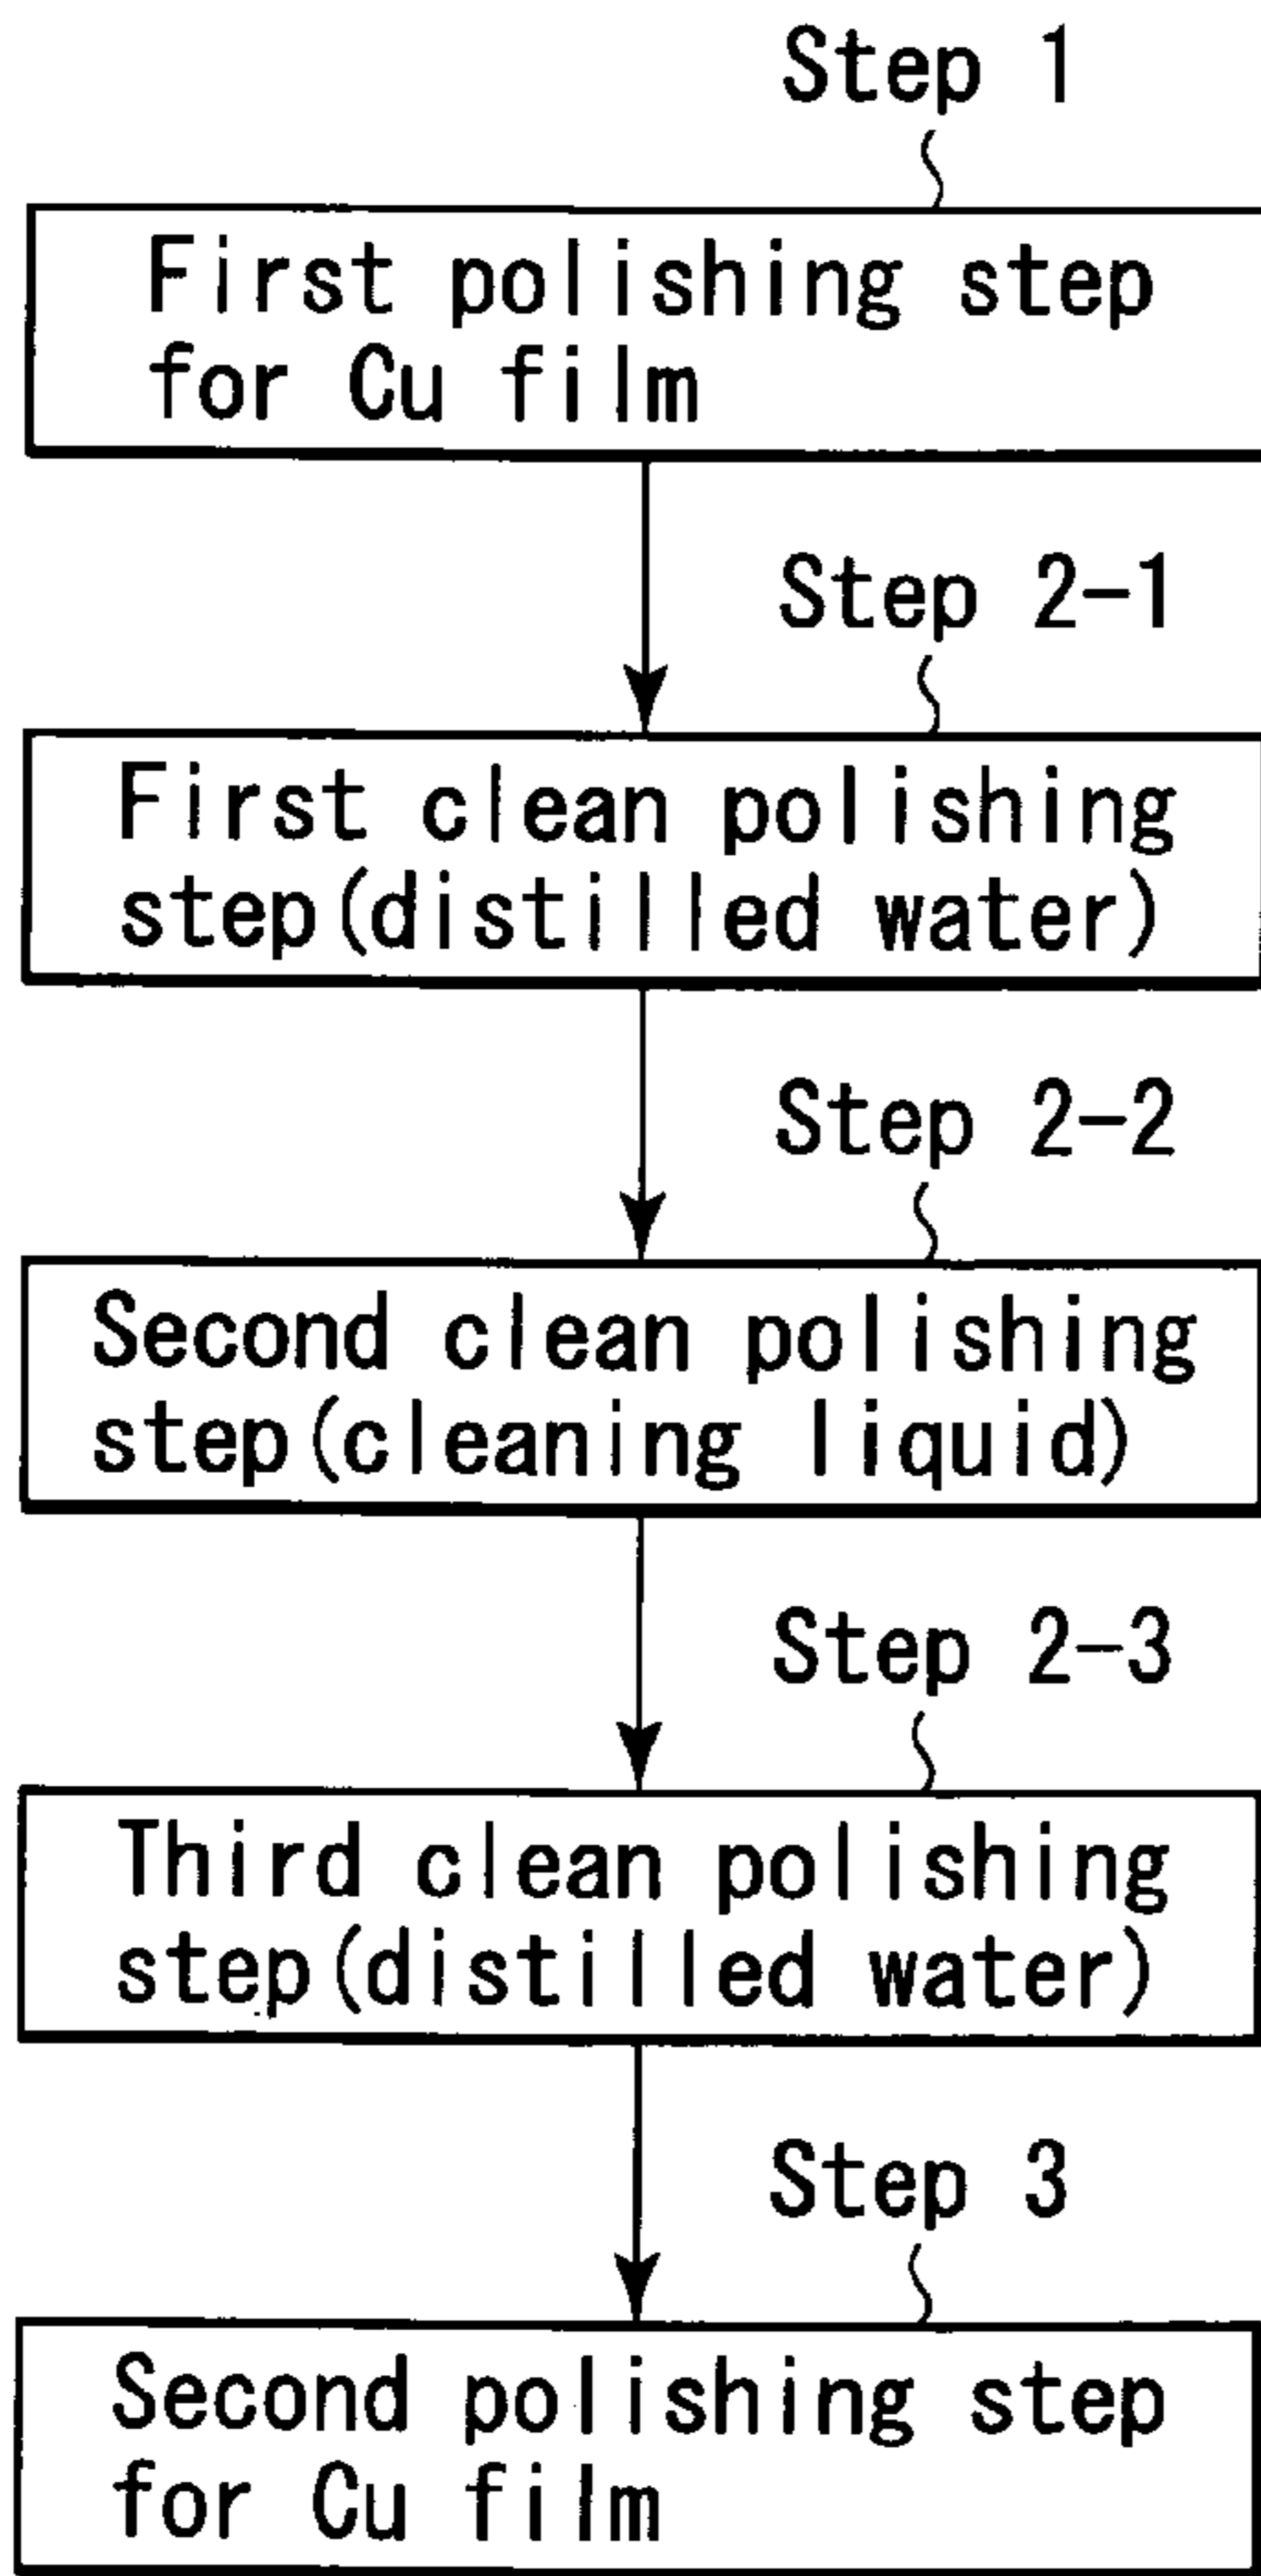 Step 1
First polishing step
for Cu film
Step 2-1
First clean polishing
step(distilled water)
Step 2-2
Second clean polishing
step(cleaning liquid)
Step 2-3
Third clean polishing
step(distilled water)
Step 3
Second polishing step
for Cu film